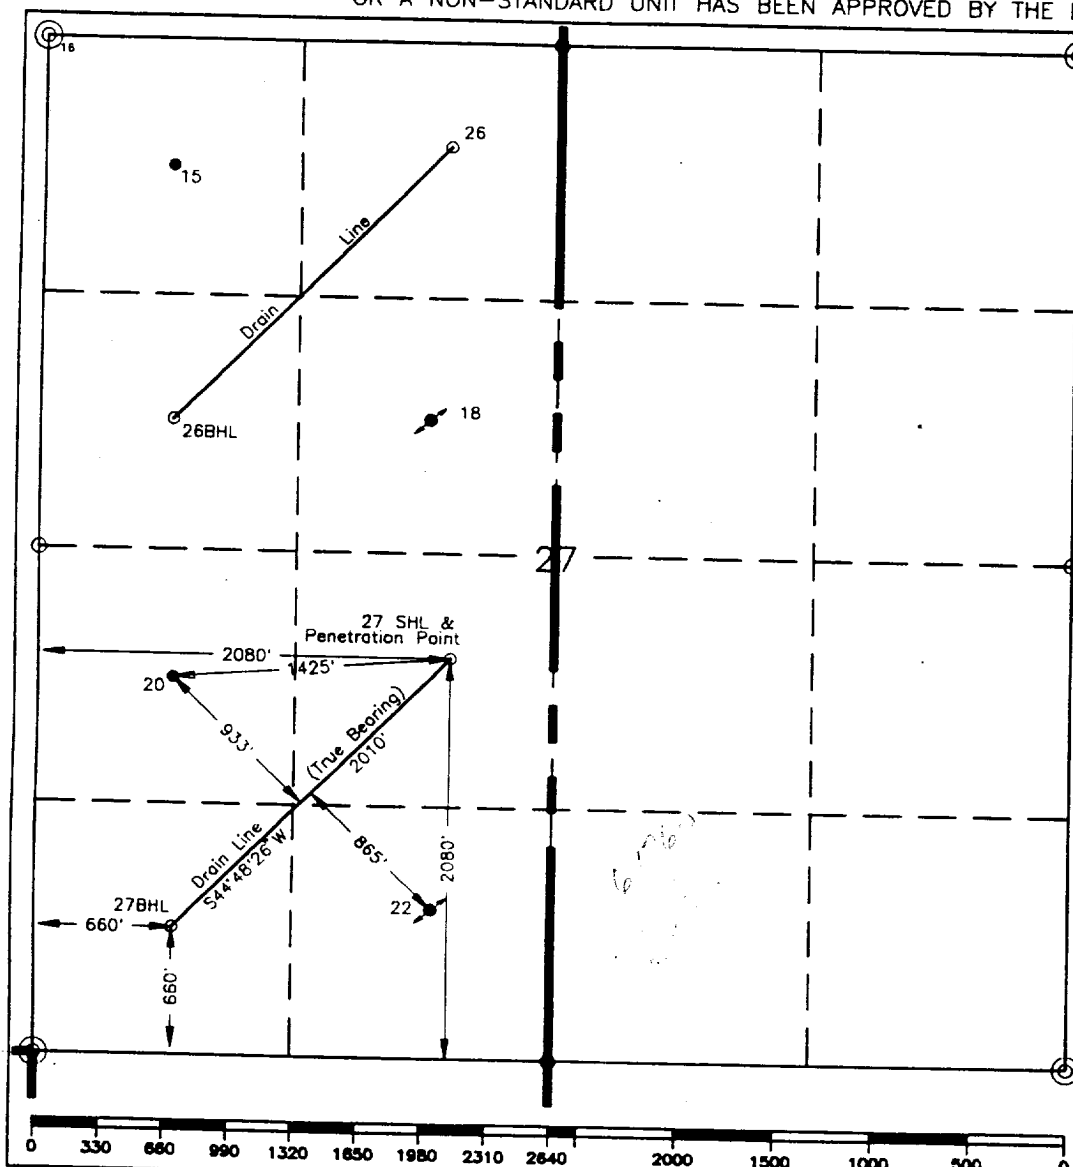 OR A NON-STANDARD UNIT HAS BEEN APPROVED BY THE
16
26
15
Line
Drain
18
26BHL
27
27 SHL &
Penetration Point
2080'
1425'
20
933'
(True Bearing)
2010'
865'
2080'
Drain Line
S44°48'26"W
27BHL
22
660'
660'
0 330 660 990 1320 1650 1980 2310 2640 2000 1500 1000 500 0